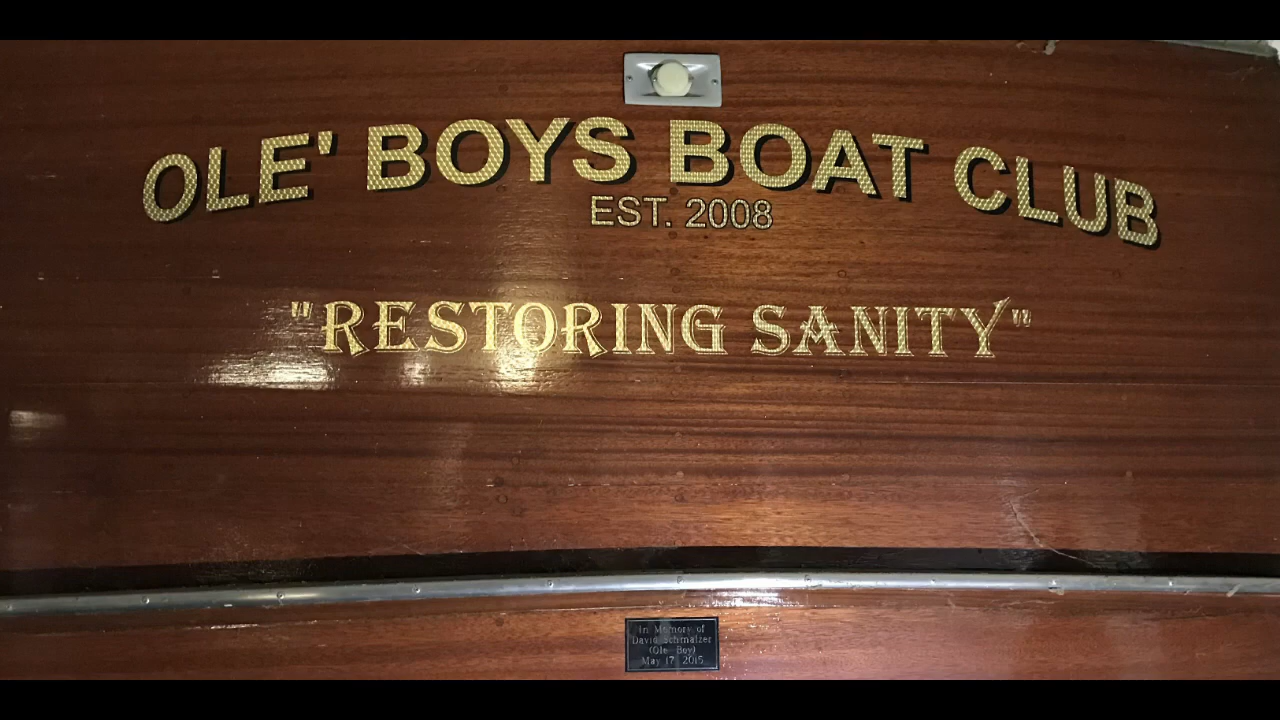 OLE' BOYS BOAT CLUB
EST. 2008
"RESTORING SANITY"
In Memory of
David Schmalzer
(Ole' Boy)
May 17, 2015